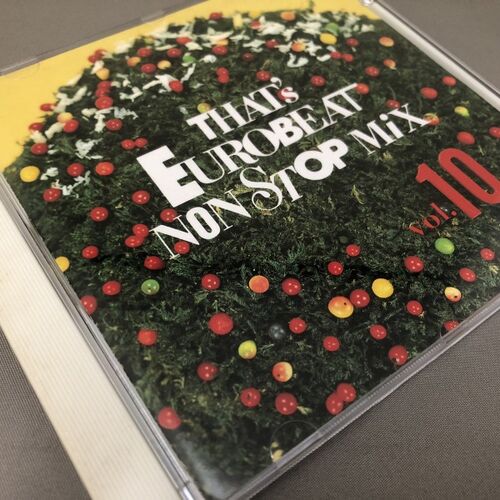 THAT's
EUROBEAT
NON STOP MiX
vol. 10